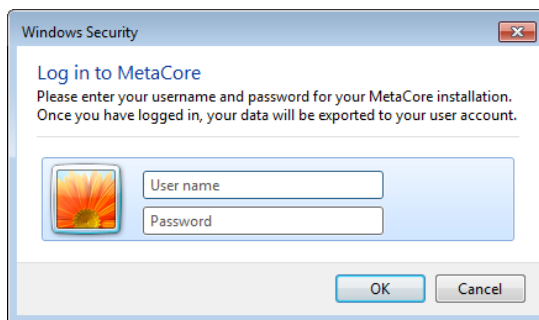 Windows Security
Log in to MetaCore
Please enter your username and password for your MetaCore installation.
Once you have logged in, your data will be exported to your user account.
User name
Password
OK
Cancel